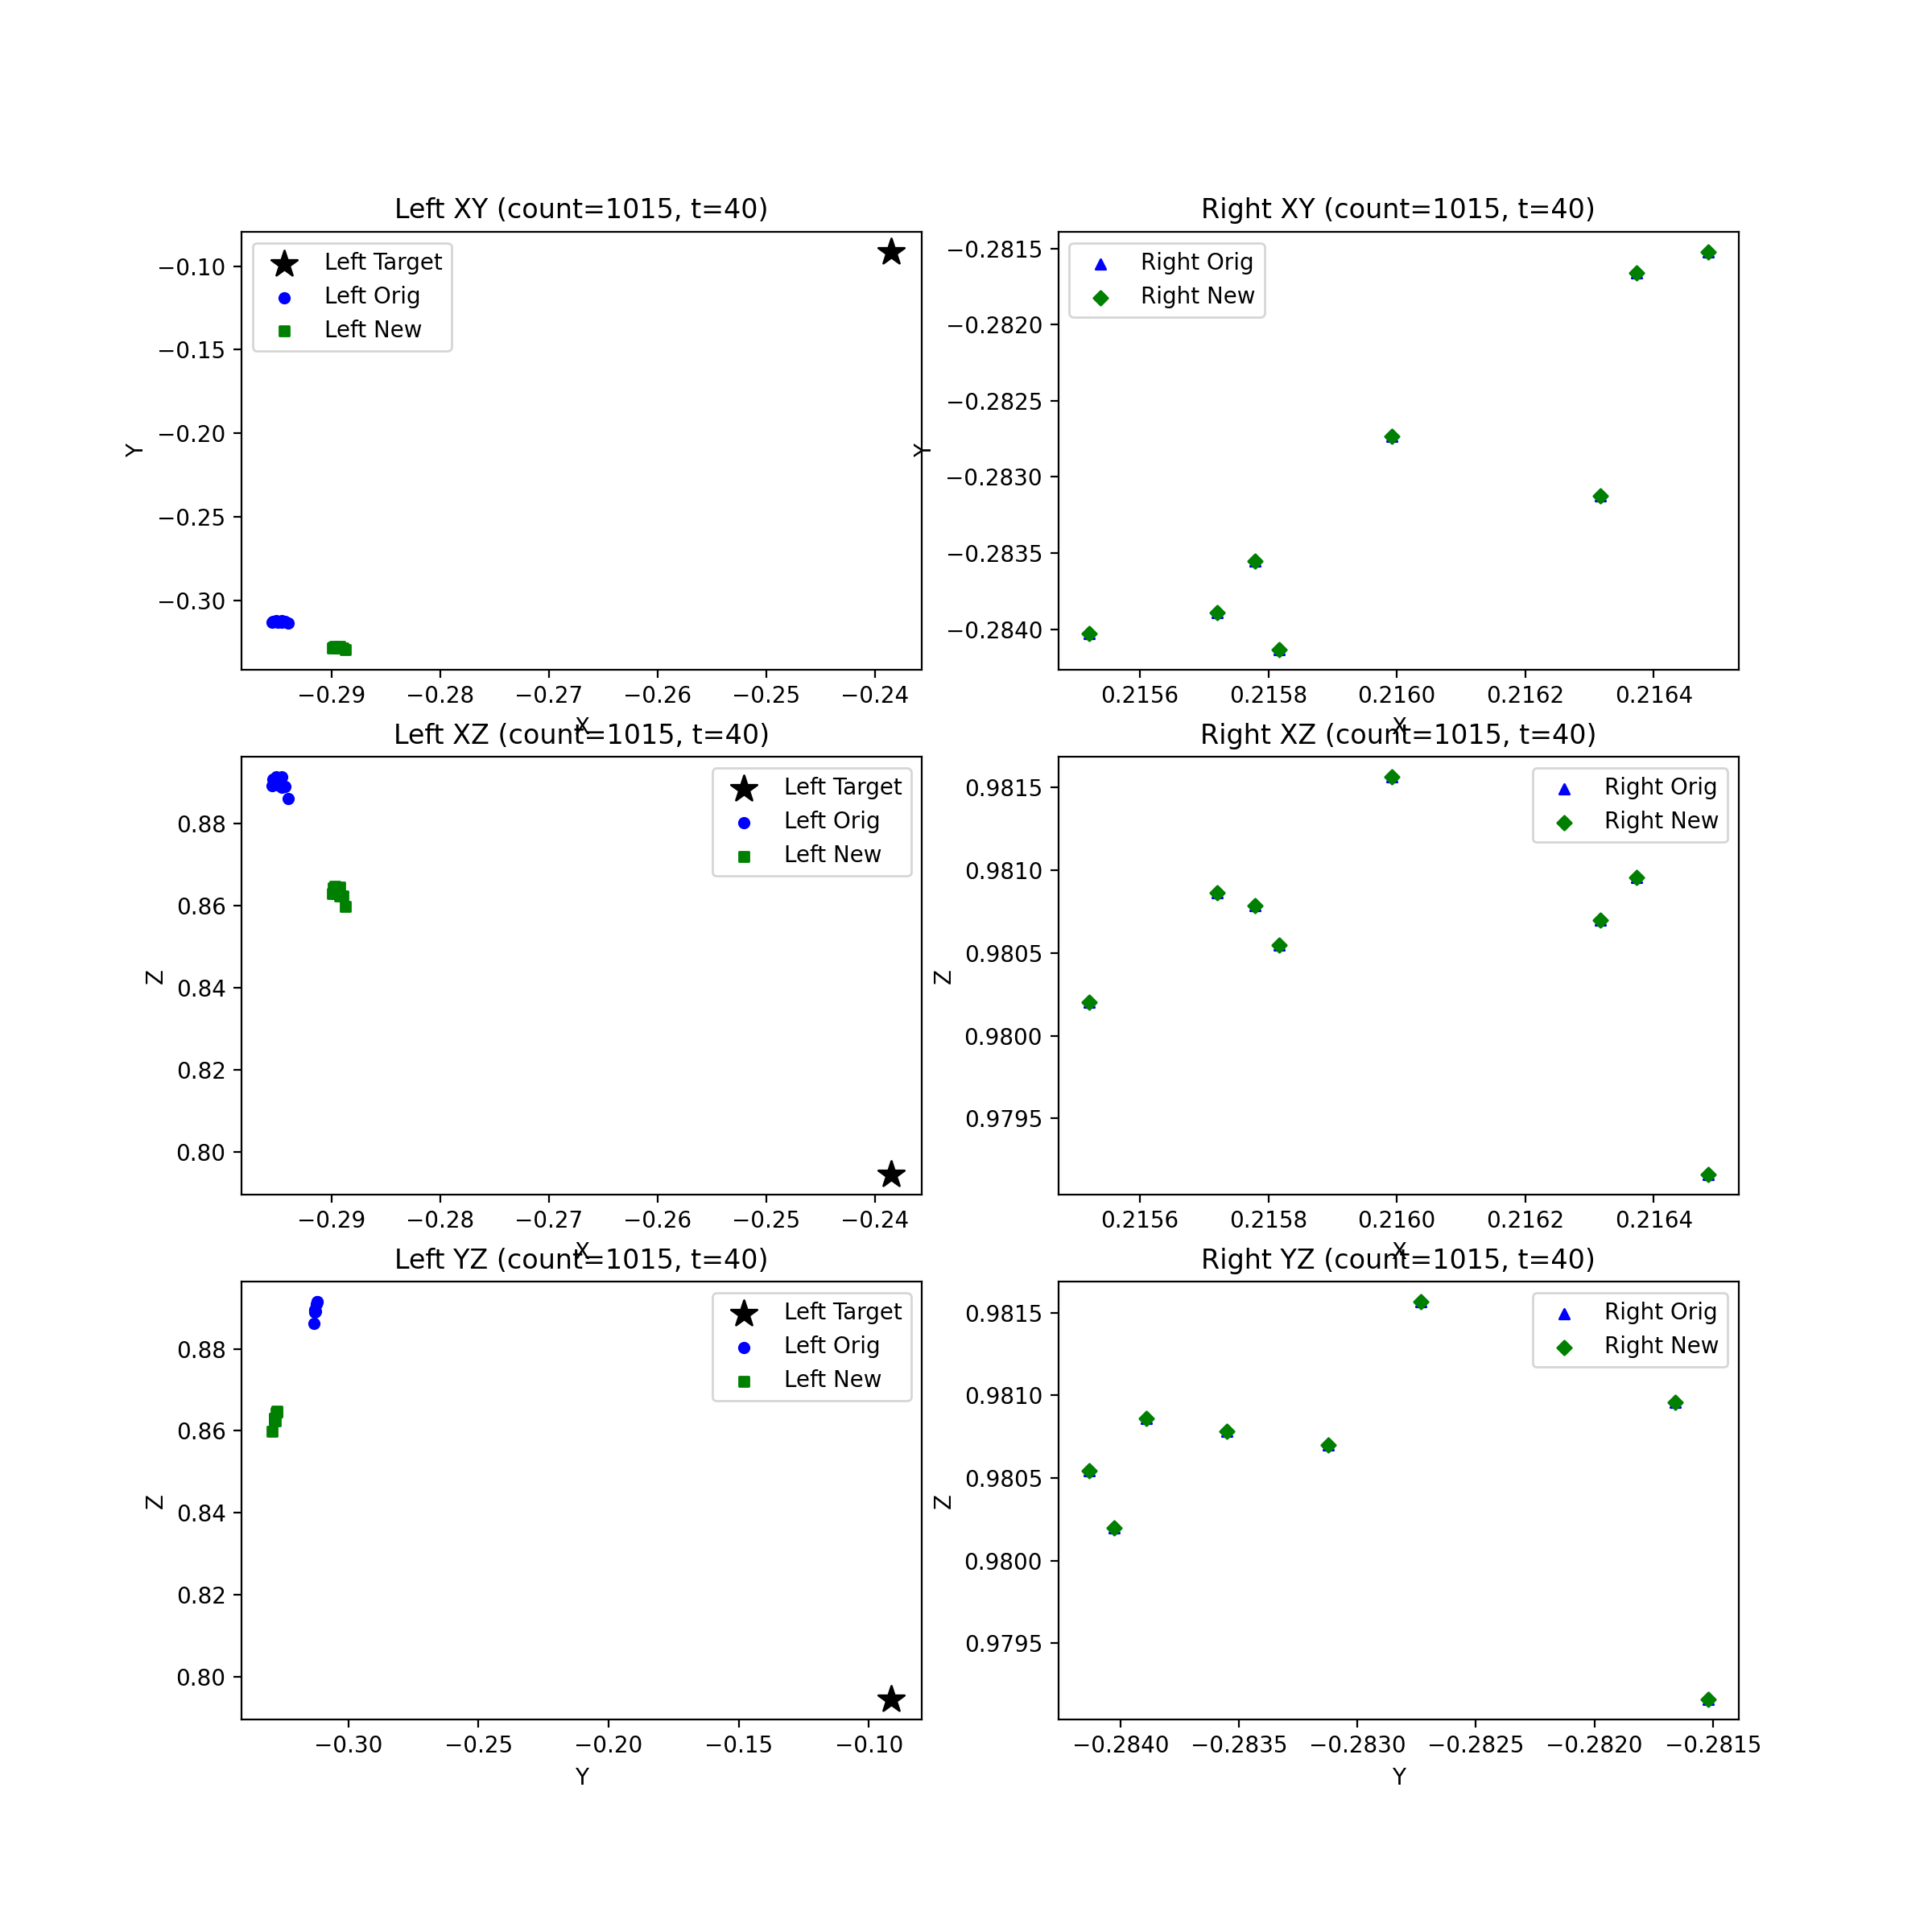 Left XY (count=1015, t=40)
Left Target
Left Orig
Left New
−0.10
−0.15
−0.20
−0.25
−0.30
Y
−0.29
−0.28
−0.27
−0.26
−0.25
−0.24
X
Right XY (count=1015, t=40)
Right Orig
Right New
−0.2815
−0.2820
−0.2825
−0.2830
−0.2835
−0.2840
Y
0.2156
0.2158
0.2160
0.2162
0.2164
X
Left XZ (count=1015, t=40)
Left Target
Left Orig
Left New
0.88
0.86
0.84
0.82
0.80
Z
−0.29
−0.28
−0.27
−0.26
−0.25
−0.24
X
Right XZ (count=1015, t=40)
Right Orig
Right New
0.9815
0.9810
0.9805
0.9800
0.9795
Z
0.2156
0.2158
0.2160
0.2162
0.2164
X
Left YZ (count=1015, t=40)
Left Target
Left Orig
Left New
0.88
0.86
0.84
0.82
0.80
Z
−0.30
−0.25
−0.20
−0.15
−0.10
Y
Right YZ (count=1015, t=40)
Right Orig
Right New
0.9815
0.9810
0.9805
0.9800
0.9795
Z
−0.2840
−0.2835
−0.2830
−0.2825
−0.2820
−0.2815
Y